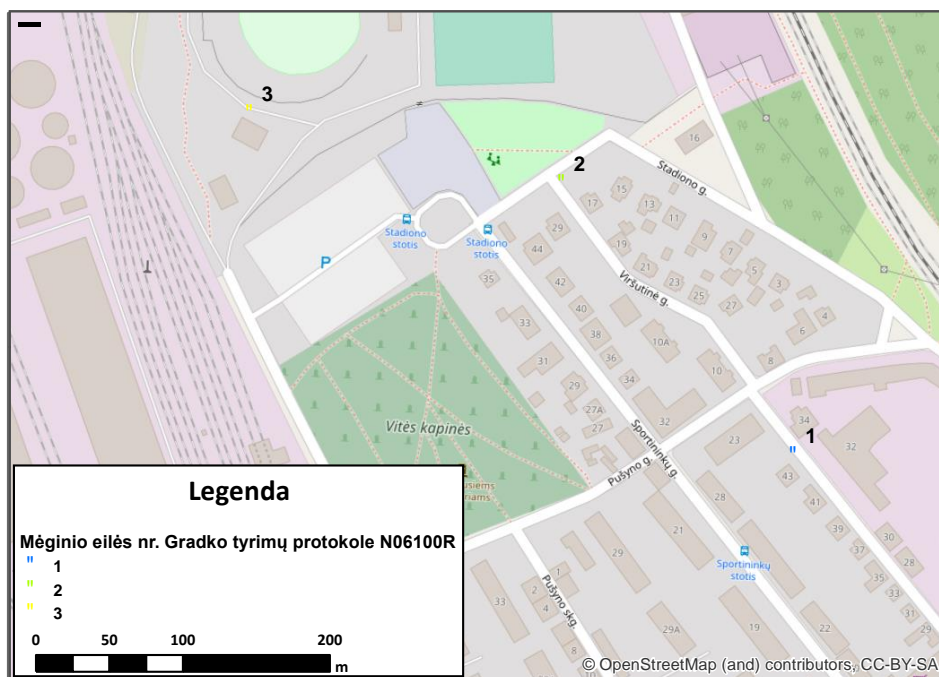 3
2
16
Stadiono g.
15
17
13
11
9
7
5
3
4
6
8
19
21
23
25
27
Viršutinė g.
29
44
42
40
38
36
34
10A
10
32
P
Stadiono
stotis
Stadiono
stotis
35
33
31
29
27A
27
Vitės kapinės
Sportininkų g.
Pušyno g.
23
34
32
1
43
41
39
37
35
33
31
29
30
28
28
21
Sportininkų
stotis
19
22
29
29A
33
1
2
4
Pušyno skg.
Legenda
Mėginio eilės nr. Gradko tyrimų protokole N06100R
1
2
3
0 50 100 200
m
© OpenStreetMap (and) contributors, CC-BY-SA